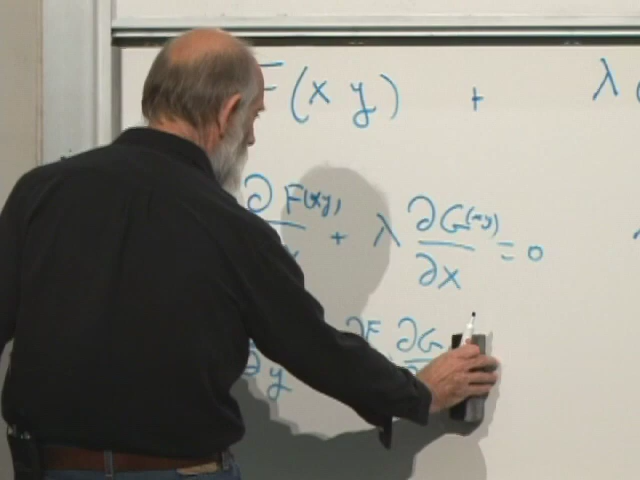 F(x y) + λ (
∂F(xy) + λ ∂G(xy) = 0
∂x
∂F ∂G
∂y